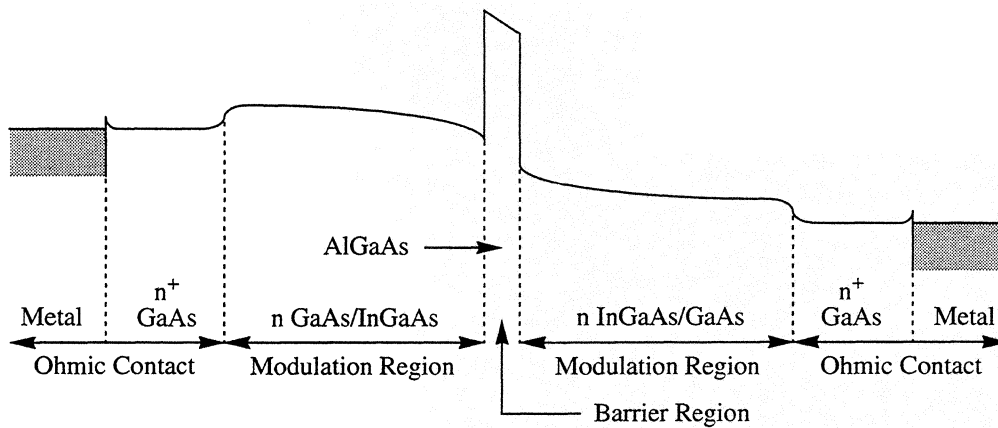 AlGaAs
n+
GaAs
n+
GaAs
Metal
n GaAs/InGaAs
n InGaAs/GaAs
Metal
Ohmic Contact
Modulation Region
Modulation Region
Ohmic Contact
Barrier Region